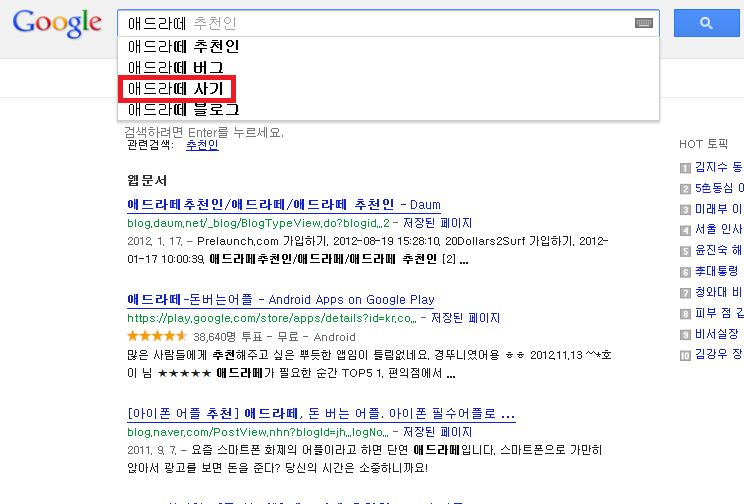 Google
애드라떼 추천인
애드라떼 추천인
애드라떼 버그
애드라떼 사기
애드라떼 블로그
검색하려면 Enter를 누르세요.
관련검색: 추천인
웹문서
애드라떼추천인/애드라떼/애드라떼 추천인 - Daum
blog.daum.net/_blog/BlogTypeView.do?blogid...2 - 저장된 페이지
2012. 1. 17. – Prelaunch.com 가입하기. 2012-08-19 15:28:10, 20Dollars2Surf 가입하기. 2012-
01-17 10:00:39, 애드라떼추천인/애드라떼/애드라떼 추천인 [2] ...
애드라떼-돈버는어플 - Android Apps on Google Play
https://play.google.com/store/apps/details?id=kr.co... - 저장된 페이지
38,640명 투표 - 무료 - Android
많은 사람들에게 추천해주고 싶은 뿌듯한 앱임이 틀림없네요. 경뚜니였어용 ㅎㅎ 2012.11.13 ^^*호
이 님 ★★★★★ 애드라떼가 필요한 순간 TOP5 1. 편의점에서 ...
[아이폰 어플 추천] 애드라떼, 돈 버는 어플. 아이폰 필수어플로 ...
blog.naver.com/PostView.nhn?blogId=jh...logNo... - 저장된 페이지
2011. 9. 7. – 요즘 스마트폰 화제의 어플이라고 하면 단연 애드라떼입니다. 스마트폰으로 가만히
앉아서 광고를 보면 돈을 준다? 당신의 시간은 소중하니까요!
HOT 토픽
1 김지수 동
2 5色동심 여
3 미래부 이
4 서울 인사
5 윤진숙 해
6 李대통령
7 청와대 비
8 피부 점 김
9 비서실장
10 김강우 장